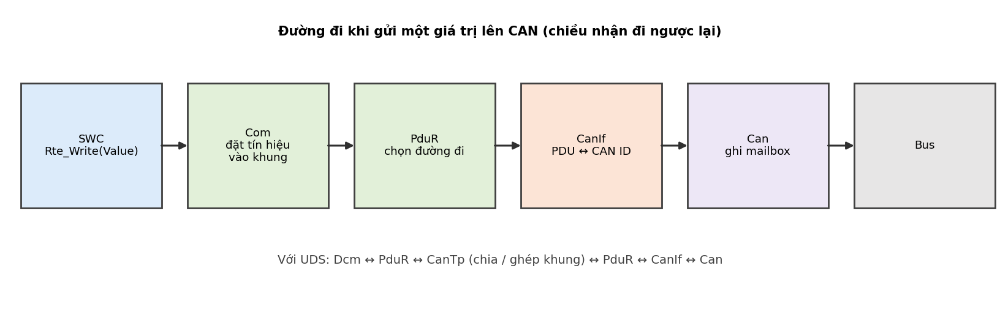 Đường đi khi gửi một giá trị lên CAN (chiều nhận đi ngược lại)
SWC
Rte_Write(Value)
Com
đặt tín hiệu
vào khung
PduR
chọn đường đi
CanIf
PDU ↔ CAN ID
Can
ghi mailbox
Bus
Với UDS: Dcm ↔ PduR ↔ CanTp (chia / ghép khung) ↔ PduR ↔ CanIf ↔ Can